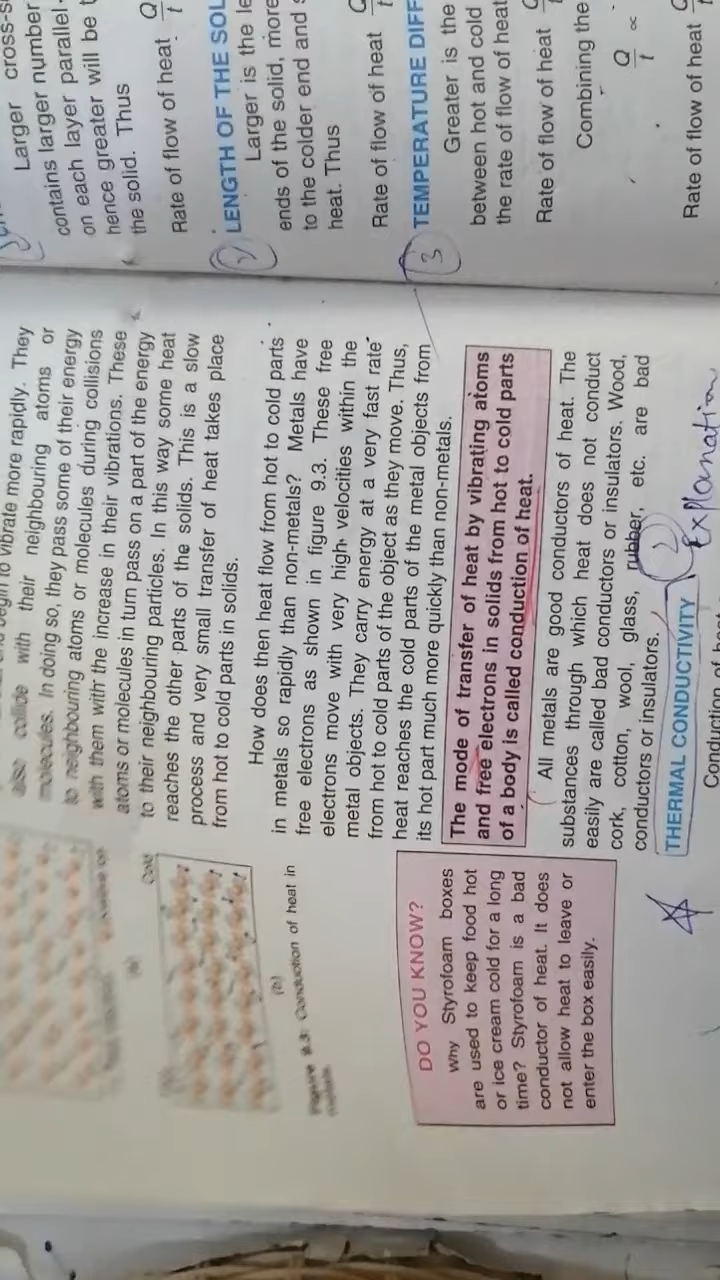 to vibrate more rapidly. They
also collide with their neighbouring atoms or
molecules. In doing so, they pass some of their energy
to neighbouring atoms or molecules during collisions
with them with the increase in their vibrations. These
atoms or molecules in turn pass on a part of the energy
to their neighbouring particles. In this way some heat
reaches the other parts of the solids. This is a slow
process and very small transfer of heat takes place
from hot to cold parts in solids.
How does then heat flow from hot to cold parts
in metals so rapidly than non-metals? Metals have
free electrons as shown in figure 9.3. These free
electrons move with very high velocities within the
metal objects. They carry energy at a very fast rate
from hot to cold parts of the object as they move. Thus,
heat reaches the cold parts of the metal objects from
its hot part much more quickly than non-metals.
The mode of transfer of heat by vibrating atoms
and free electrons in solids from hot to cold parts
of a body is called conduction of heat.
All metals are good conductors of heat. The
substances through which heat does not conduct
easily are called bad conductors or insulators. Wood,
cork, cotton, wool, glass, rubber, etc. are bad
conductors or insulators.
THERMAL CONDUCTIVITY
2
Explanation
Conduction of
(a)
Cold
(b)
Figure 9.3: Conduction of heat in
DO YOU KNOW?
Why Styrofoam boxes
are used to keep food hot
or ice cream cold for a long
time? Styrofoam is a bad
conductor of heat. It does
not allow heat to leave or
enter the box easily.
Larger cross-s
contains larger number
on each layer parallel
hence greater will be t
the solid. Thus
Rate of flow of heat Q
t
LENGTH OF THE SOL
Larger is the le
ends of the solid, more
to the colder end and s
heat. Thus
Rate of flow of heat
t
3
TEMPERATURE DIFF
Greater is the
between hot and cold
the rate of flow of heat
Rate of flow of heat
Combining the
Q
t ∝
Rate of flow of heat